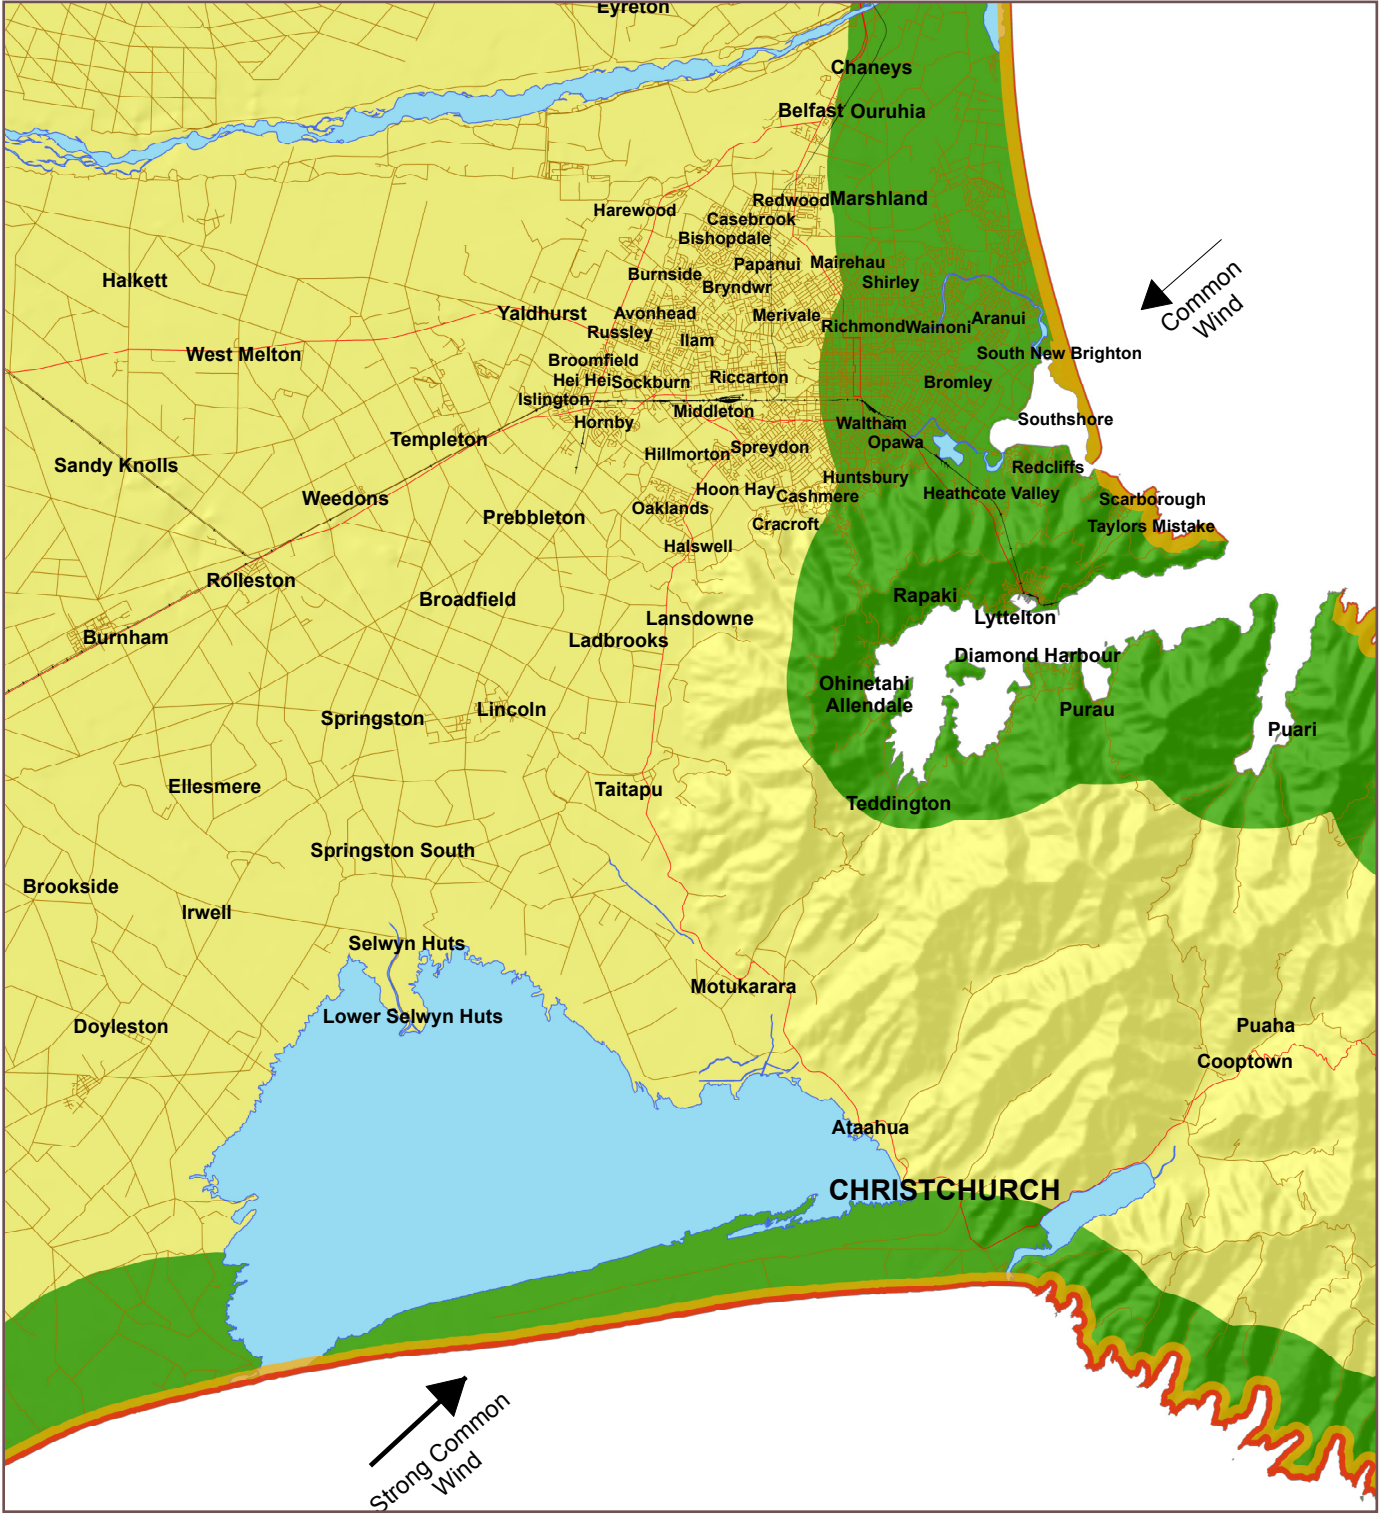 Eyreton
Chaneys
Belfast Ouruhia
Redwood Marshland
Harewood
Casebrook
Bishopdale
Papanui Mairehau
Burnside
Halkett
Bryndwr
Shirley
Common
Wind
Yaldhurst Avonhead
Merivale
Aranui
Russley
Richmond Wainoni
Ilam
West Melton
South New Brighton
Broomfield
Hei Hei Sockburn Riccarton
Bromley
Islington
Middleton
Hornby
Waltham
Southshore
Templeton
Opawa
Spreydon
Hillmorton
Sandy Knolls
Redcliffs
Huntsbury
Hoon Hay
Cashmere
Heathcote Valley
Weedons
Scarborough
Oaklands
Prebbleton
Cracroft
Taylors Mistake
Halswell
Rolleston
Rapaki
Broadfield
Lansdowne
Lyttelton
Burnham
Ladbrooks
Diamond Harbour
Ohinetahi
Allendale
Lincoln
Purau
Springston
Puari
Ellesmere
Taitapu
Teddington
Springston South
Brookside
Irwell
Selwyn Huts
Motukarara
Lower Selwyn Huts
Doyleston
Puaha
Cooptown
Ataahua
CHRISTCHURCH
Strong Common
Wind